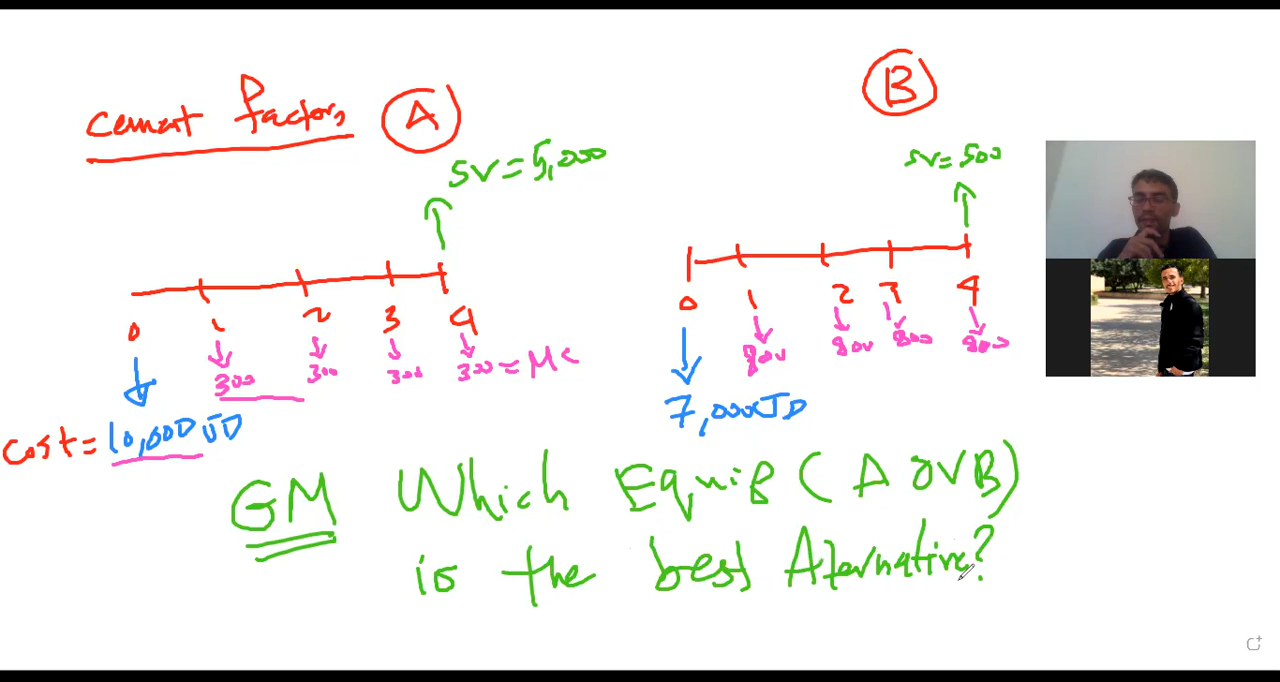 cement factory A
B
SV=5,000
SV=500
0 1 2 3 4
0 1 2 3 4
300 300 300 300=MC
800 800 800 800
cost=10,000 JD
7,000JD
GM Which Equip (A or B)
is the best Alternative?